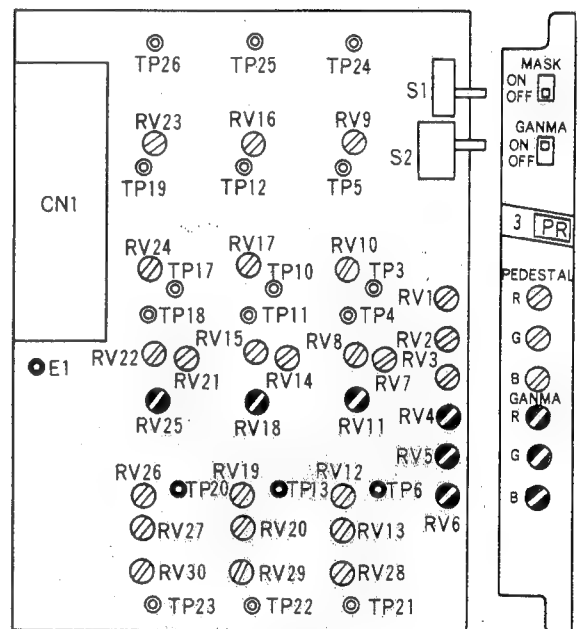 TP26 TP25 TP24
S1
MASK
ON
OFF
RV23 RV16 RV9
S2
GANMA
ON
OFF
TP19 TP12 TP5
CN1
3 PR
RV24 RV17 RV10
TP17 TP10 TP3
PEDESTAL
RV1
R
TP18 TP11 TP4
RV15 RV8 RV2
G
E1 RV22 RV3
RV21 RV14 RV7
B
GANMA
RV25 RV18 RV11 RV4
R
RV5
G
RV26 RV19 RV12
TP20 TP13 TP6
B
RV6
RV27 RV20 RV13
RV30 RV29 RV28
TP23 TP22 TP21